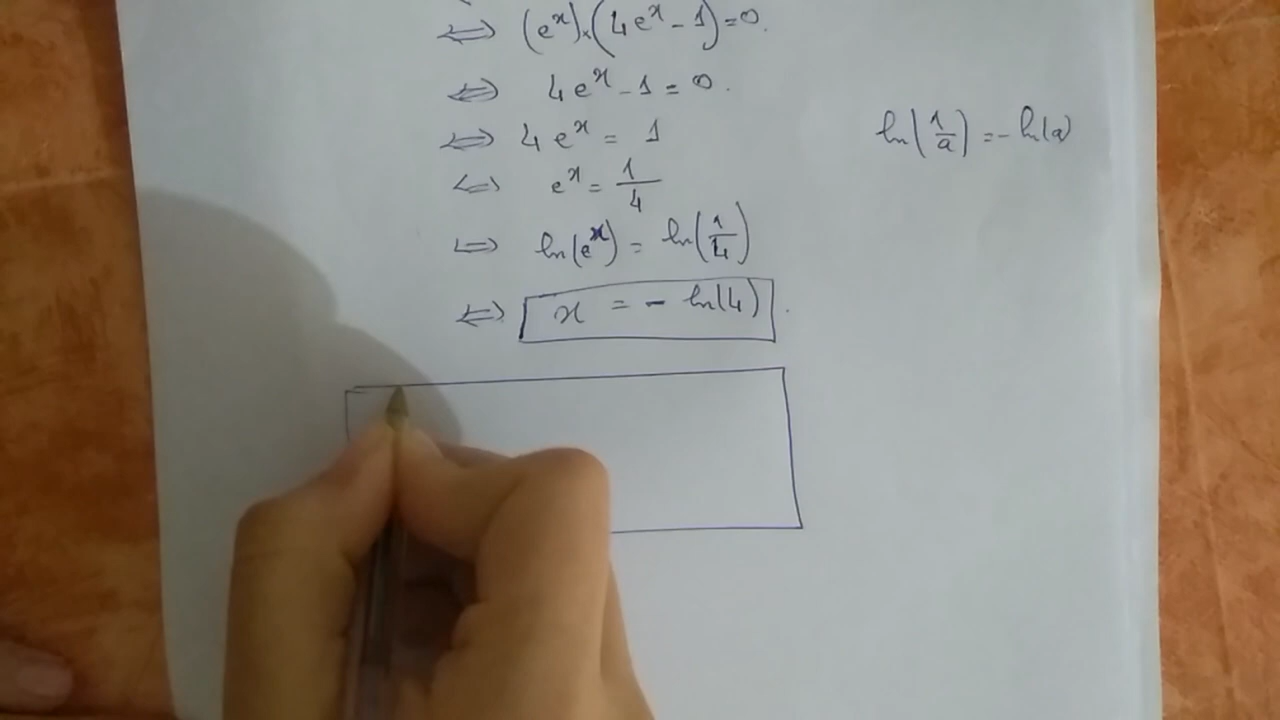 ⇔ (e^x)×(4e^x - 1)=0.
⇔ 4e^x - 1 = 0.
⇔ 4e^x = 1
⇔ e^x = 1/4
⇔ ln(e^x) = ln(1/4)
⇔ x = - ln(4).
ln(1/a) = - ln(a)